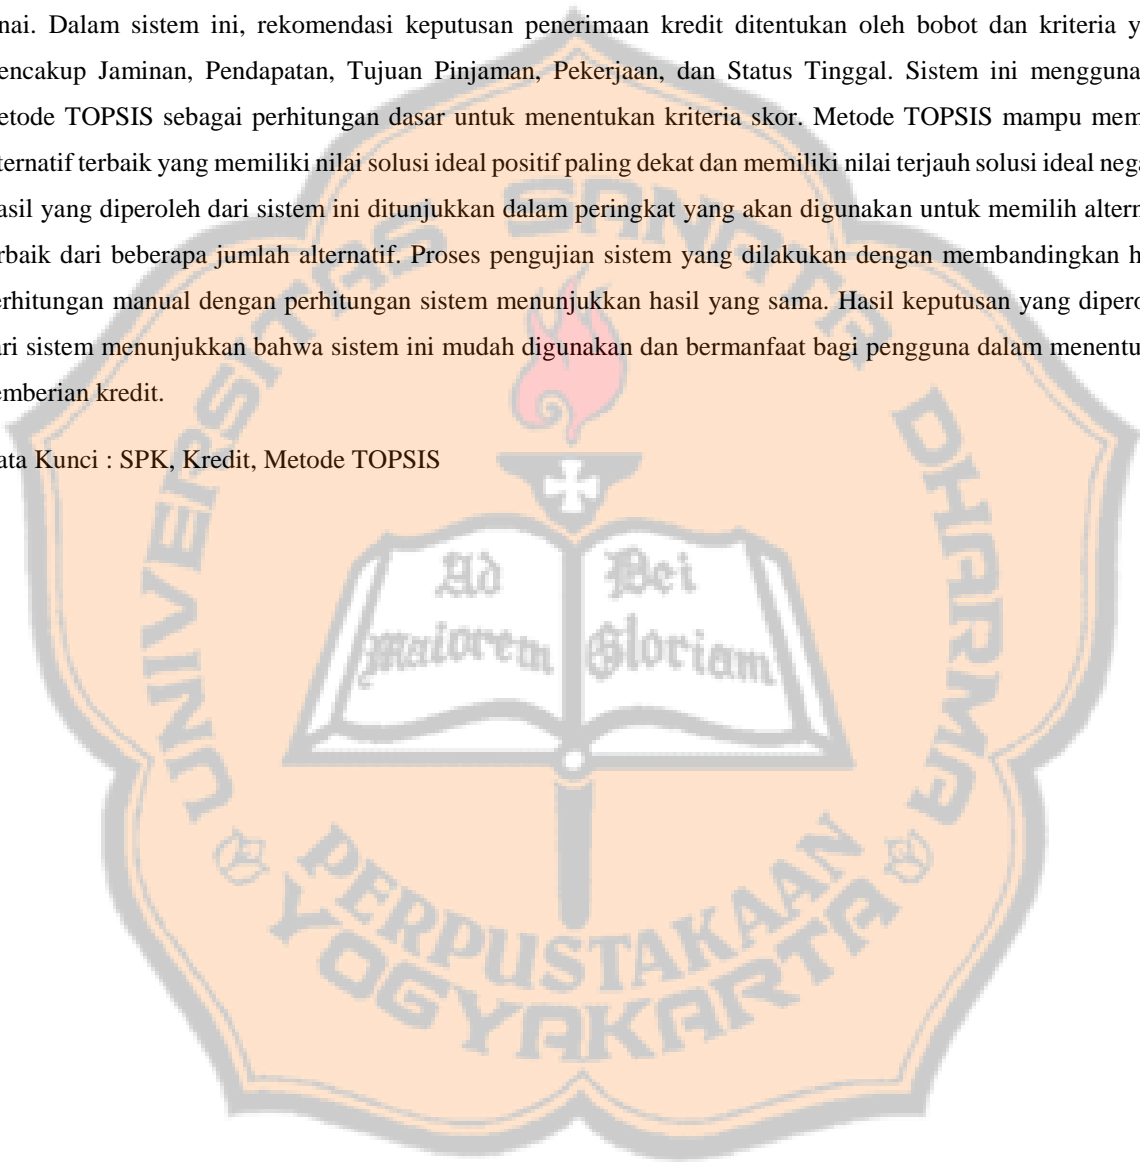 nai. Dalam sistem ini, rekomendasi keputusan penerimaan kredit ditentukan oleh bobot dan kriteria y
encakup Jaminan, Pendapatan, Tujuan Pinjaman, Pekerjaan, dan Status Tinggal. Sistem ini mengguna
etode TOPSIS sebagai perhitungan dasar untuk menentukan kriteria skor. Metode TOPSIS mampu mem
ternatif terbaik yang memiliki nilai solusi ideal positif paling dekat dan memiliki nilai terjauh solusi ideal nega
asil yang diperoleh dari sistem ini ditunjukkan dalam peringkat yang akan digunakan untuk memilih altern
rbaik dari beberapa jumlah alternatif. Proses pengujian sistem yang dilakukan dengan membandingkan h
erhitungan manual dengan perhitungan sistem menunjukkan hasil yang sama. Hasil keputusan yang dipero
ari sistem menunjukkan bahwa sistem ini mudah digunakan dan bermanfaat bagi pengguna dalam menentu
emberian kredit.
ata Kunci : SPK, Kredit, Metode TOPSIS
UNIVERSITAS SANATA DHARMA
Ad Dei
maiorem Gloriam
PERPUSTAKAAN
YOGYAKARTA